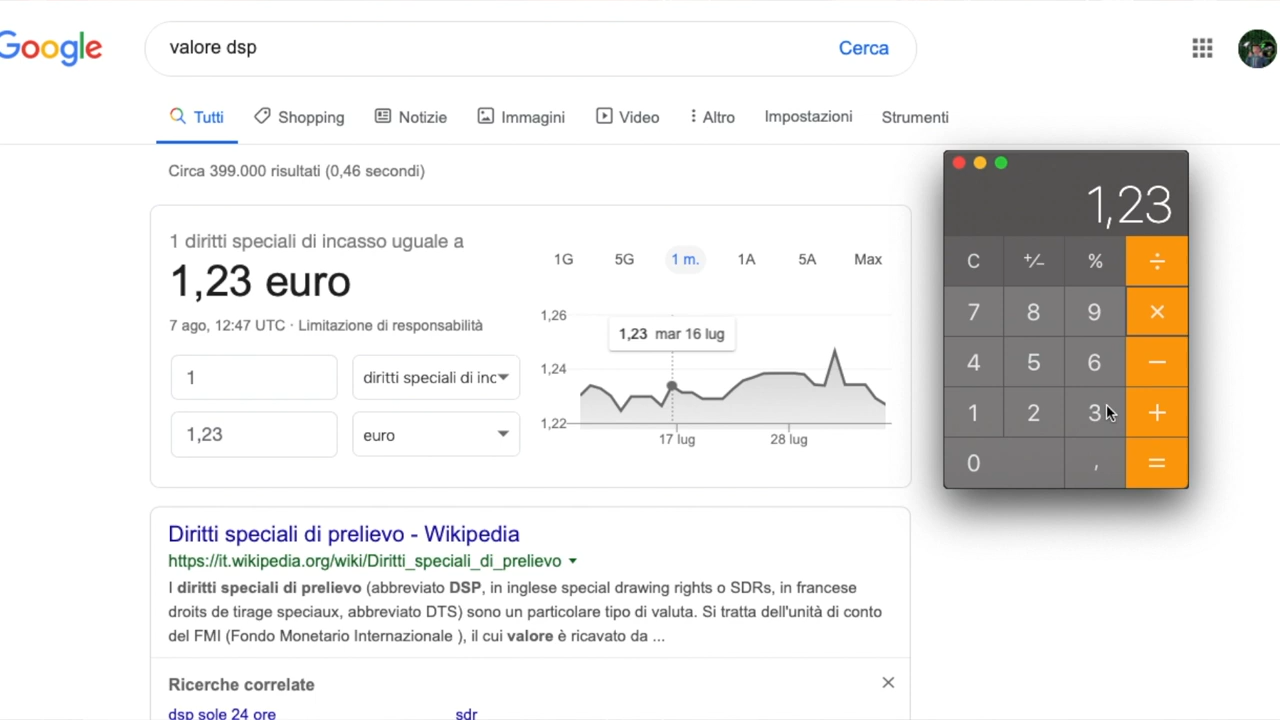 Google
valore dsp
Cerca
Tutti
Shopping
Notizie
Immagini
Video
Altro
Impostazioni
Strumenti
Circa 399.000 risultati (0,46 secondi)
1 diritti speciali di incasso uguale a
1,23 euro
7 ago, 12:47 UTC · Limitazione di responsabilità
1
diritti speciali di inc
1,23
euro
1G 5G 1 m. 1A 5A Max
1,26
1,23 mar 16 lug
1,24
1,22
17 lug 28 lug
Diritti speciali di prelievo - Wikipedia
https://it.wikipedia.org/wiki/Diritti_speciali_di_prelievo
I diritti speciali di prelievo (abbreviato DSP, in inglese special drawing rights o SDRs, in francese
droits de tirage speciaux, abbreviato DTS) sono un particolare tipo di valuta. Si tratta dell'unità di conto
del FMI (Fondo Monetario Internazionale ), il cui valore è ricavato da ...
Ricerche correlate
dsp sole 24 ore
sdr
1,23
C +/− % ÷
7 8 9 ×
4 5 6 −
1 2 3 +
0 , =